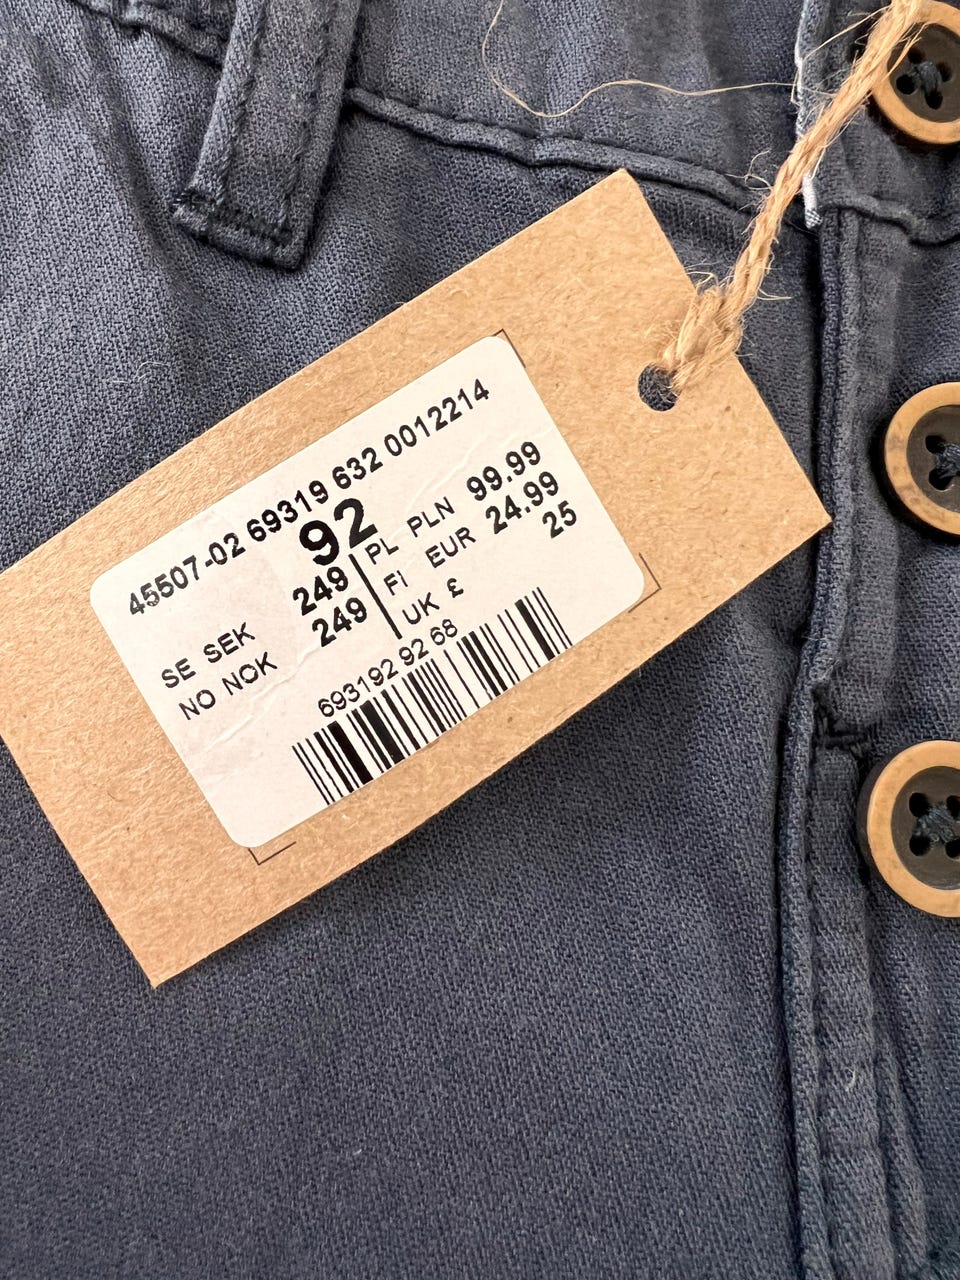 45507-02 69319 632 0012214
92
SE SEK 249
NO NOK 249
PL PLN 99.99
FI EUR 24.99
UK £ 25
693192 92 68